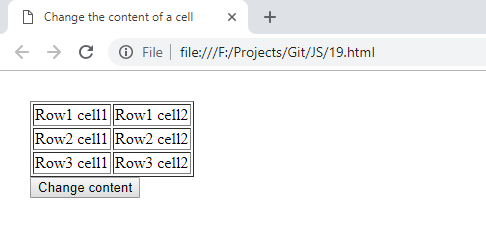 Change the content of a cell
File file:///F:/Projects/Git/JS/19.html
Row1 cell1 Row1 cell2
Row2 cell1 Row2 cell2
Row3 cell1 Row3 cell2
Change content